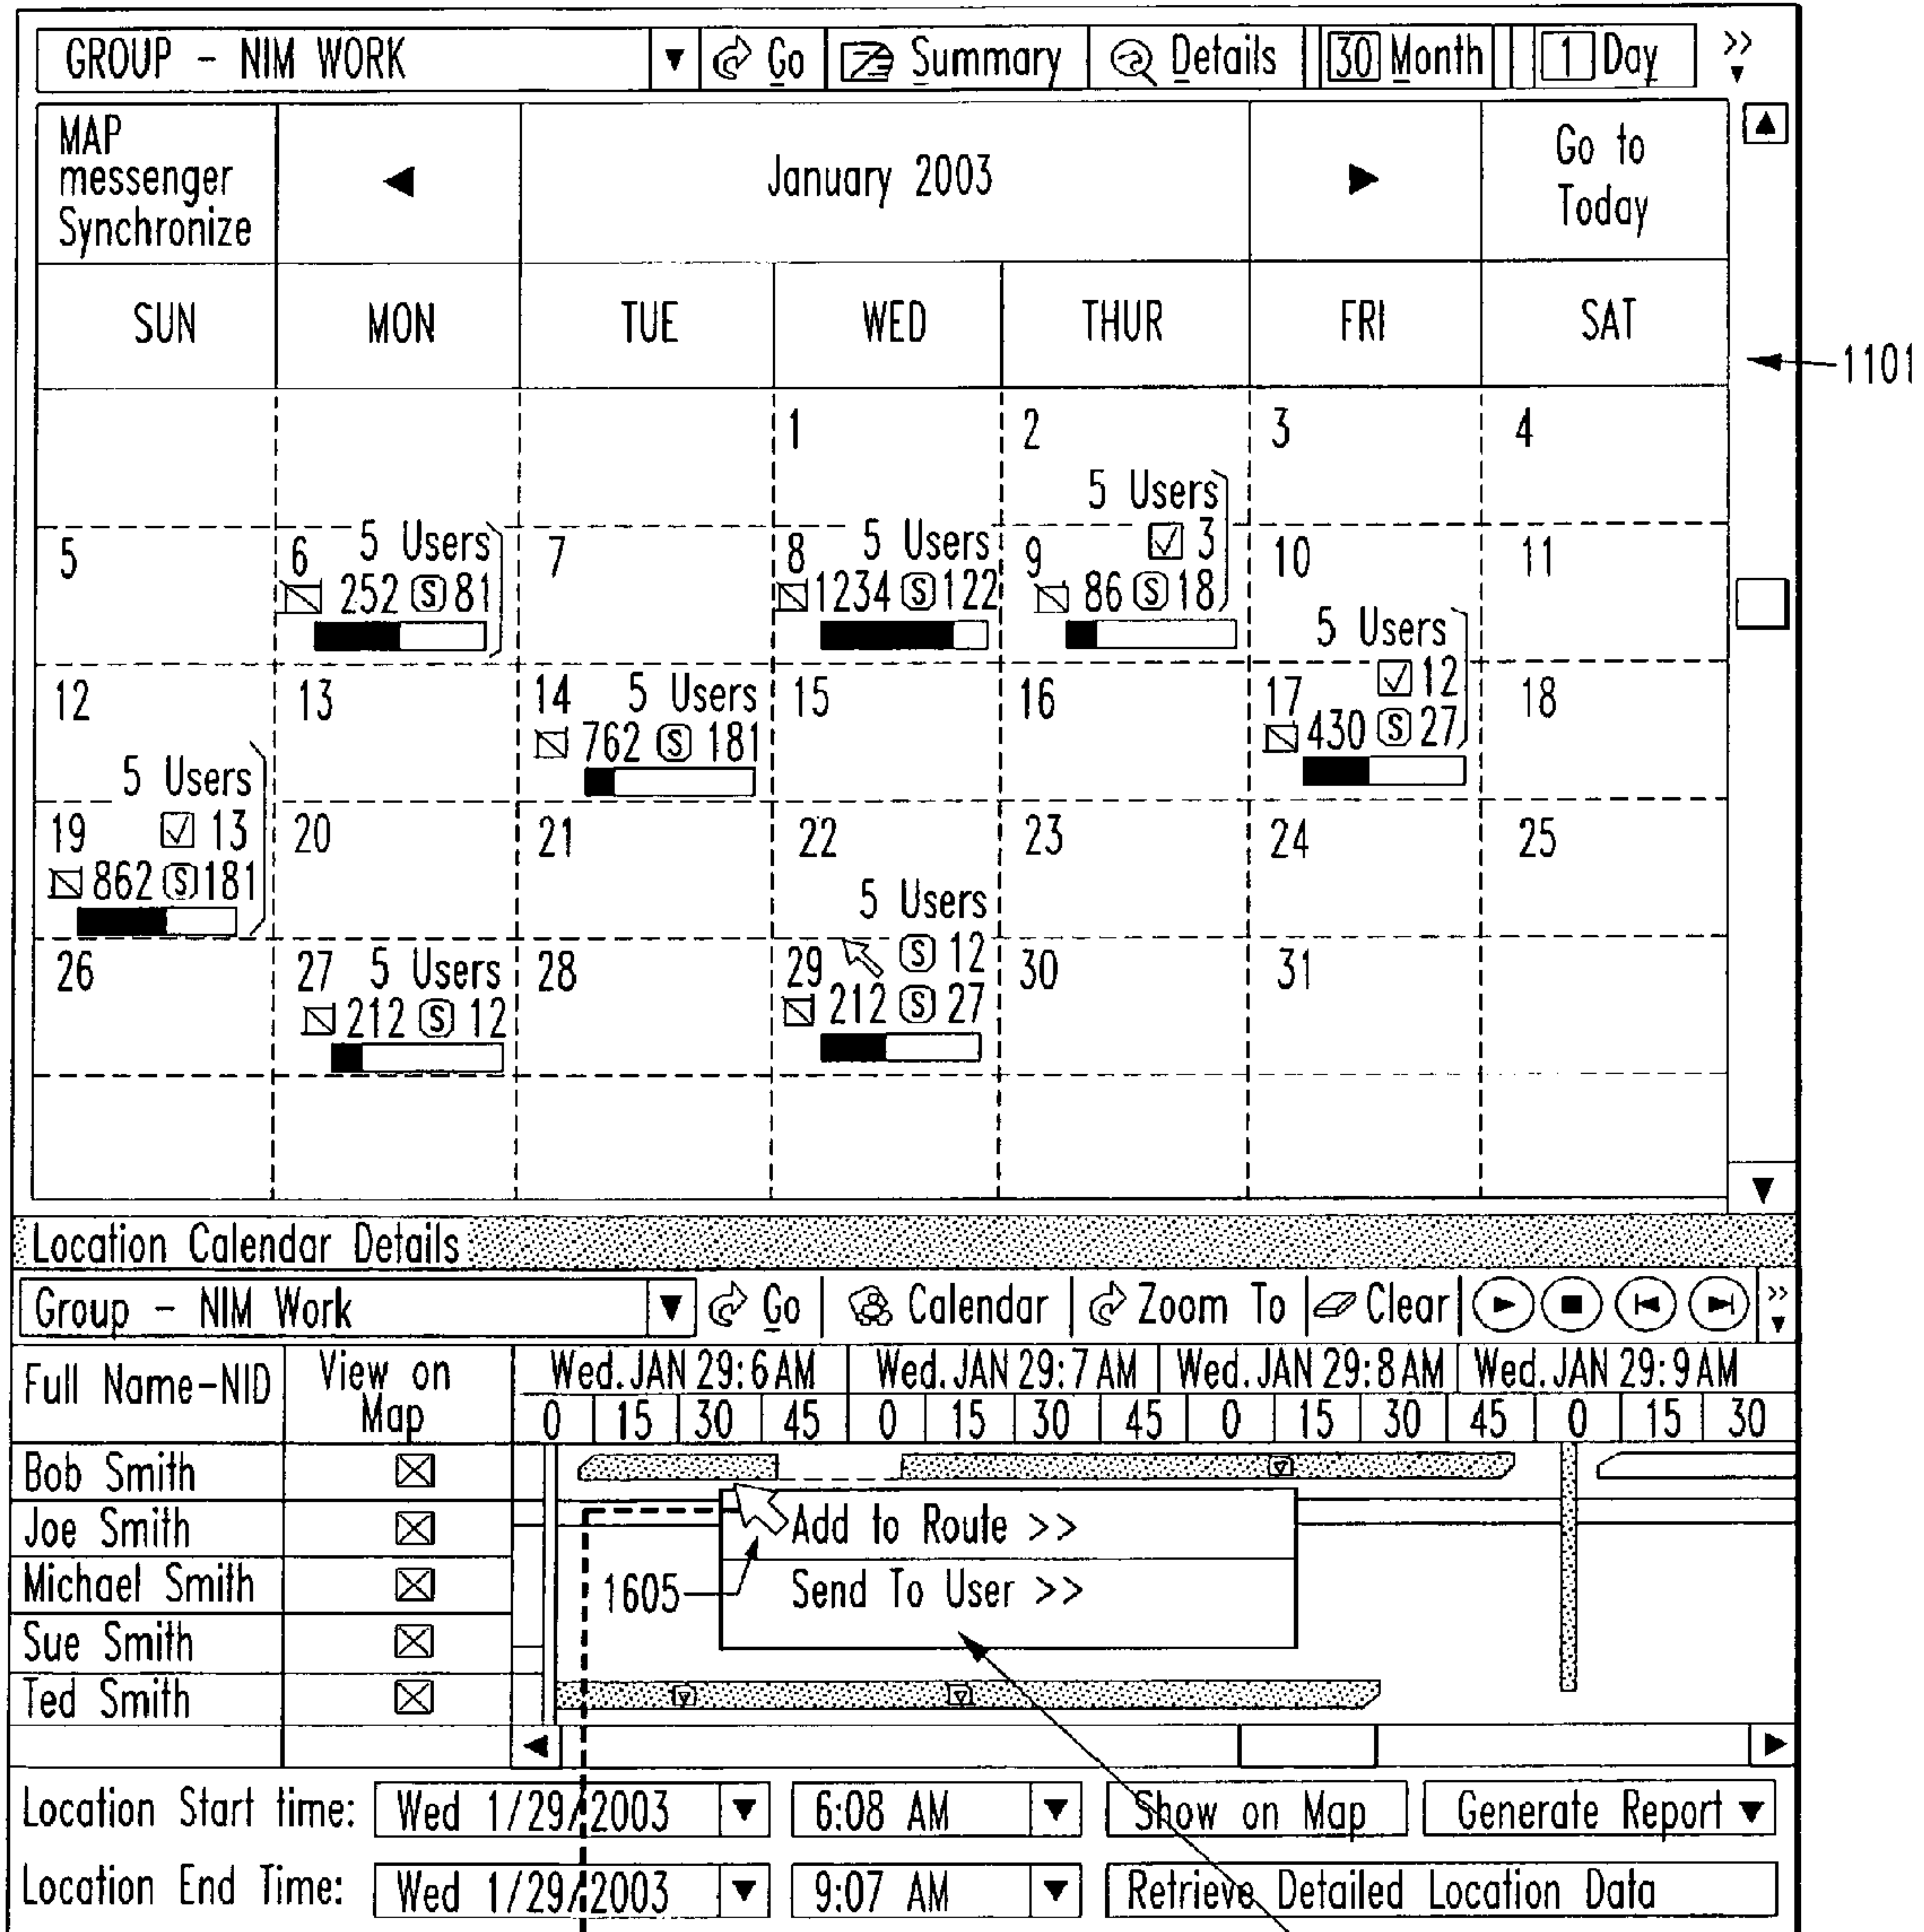 GROUP - NIM WORK Go Summary Details 30 Month 1 Day >>
MAP messenger Synchronize
January 2003
Go to Today
SUN MON TUE WED THUR FRI SAT
1101
1 2 3 4
5 Users
5 6 5 Users 7 8 5 Users 9 3 10 11
252 S 81 1234 S 122 86 S 18
5 Users
12 13 14 5 Users 15 16 17 12 18
762 S 181 430 S 27
5 Users
19 13 20 21 22 23 24 25
862 S 181
5 Users
26 27 5 Users 28 29 S 12 30 31
212 S 12 212 S 27
Location Calendar Details
Group - NIM Work Go Calendar Zoom To Clear >>
Full Name-NID View on Map Wed. JAN 29: 6 AM Wed. JAN 29: 7 AM Wed. JAN 29: 8 AM Wed. JAN 29: 9 AM
0 15 30 45 0 15 30 45 0 15 30 45 0 15 30
Bob Smith
Joe Smith
Add to Route >>
Michael Smith
1605
Send To User >>
Sue Smith
Ted Smith
Location Start time: Wed 1/29/2003 6:08 AM Show on Map Generate Report
Location End Time: Wed 1/29/2003 9:07 AM Retrieve Detailed Location Data